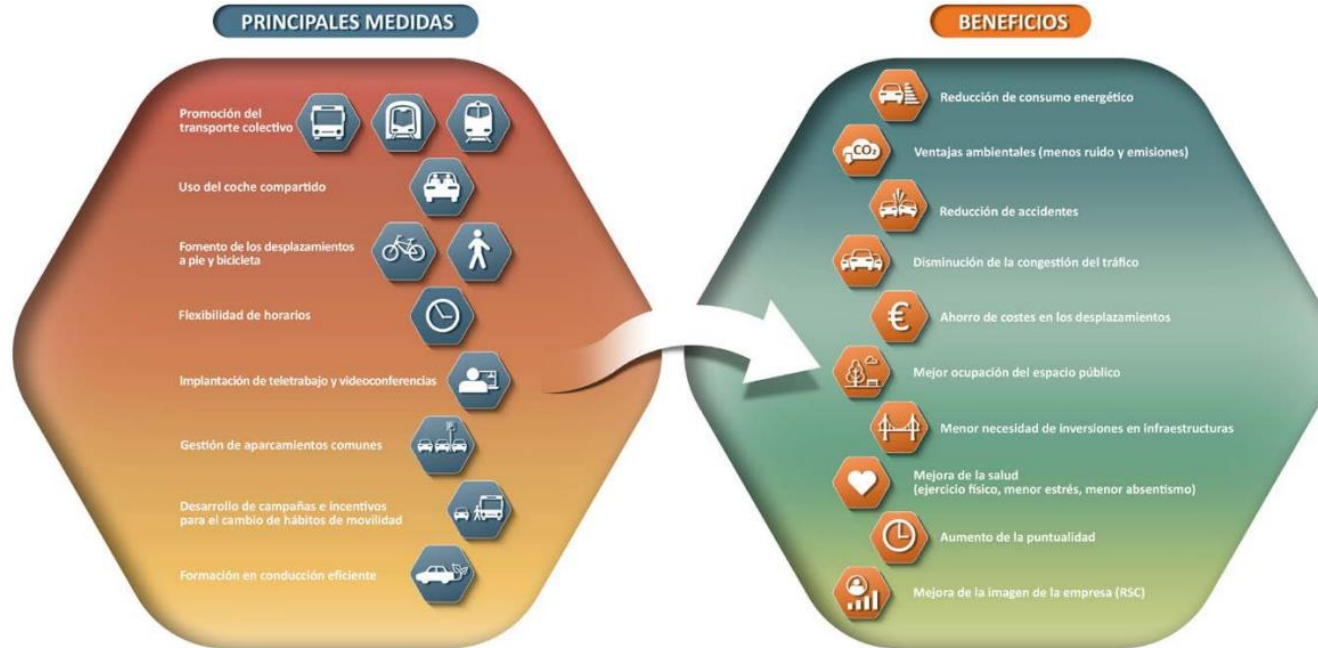 PRINCIPALES MEDIDAS
Promoción del
transporte colectivo
Uso del coche compartido
Fomento de los desplazamientos
a pie y bicicleta
Flexibilidad de horarios
Implantación de teletrabajo y videoconferencias
Gestión de aparcamientos comunes
P
Desarrollo de campañas e incentivos
para el cambio de hábitos de movilidad
Formación en conducción eficiente
BENEFICIOS
Reducción de consumo energético
CO₂
Ventajas ambientales (menos ruido y emisiones)
Reducción de accidentes
Disminución de la congestión del tráfico
€
Ahorro de costes en los desplazamientos
Mejor ocupación del espacio público
Menor necesidad de inversiones en infraestructuras
Mejora de la salud
(ejercicio físico, menor estrés, menor absentismo)
Aumento de la puntualidad
Mejora de la imagen de la empresa (RSC)